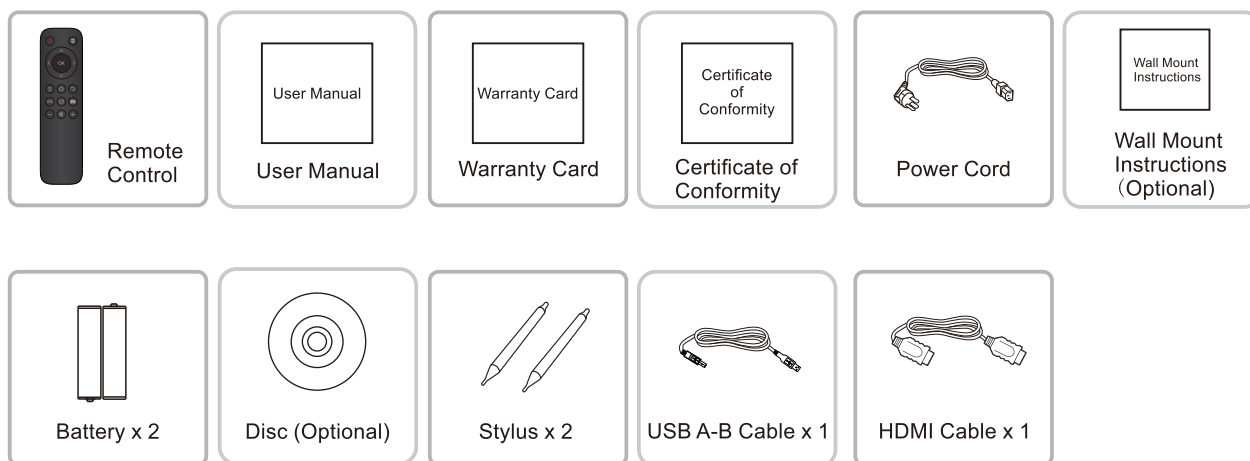 OK
Remote
Control
User Manual
User Manual
Warranty Card
Warranty Card
Certificate
of
Conformity
Certificate of
Conformity
Power Cord
Wall Mount
Instructions
Wall Mount
Instructions
（Optional)
Battery x 2
Disc (Optional)
Stylus x 2
USB A-B Cable x 1
HDMI Cable x 1